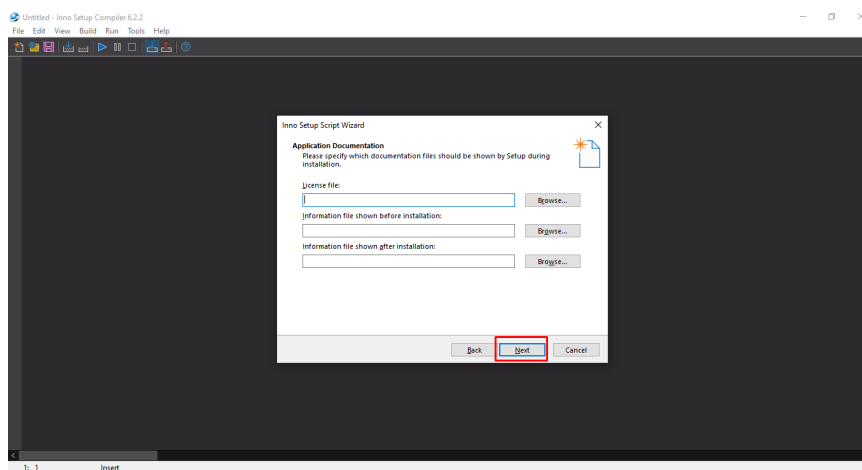 Untitled - Inno Setup Compiler 6.2.2
File Edit View Build Run Tools Help
Inno Setup Script Wizard
Application Documentation
Please specify which documentation files should be shown by Setup during
installation.
License file:
Browse...
Information file shown before installation:
Browse...
Information file shown after installation:
Browse...
Back Next Cancel
1: 1 Insert